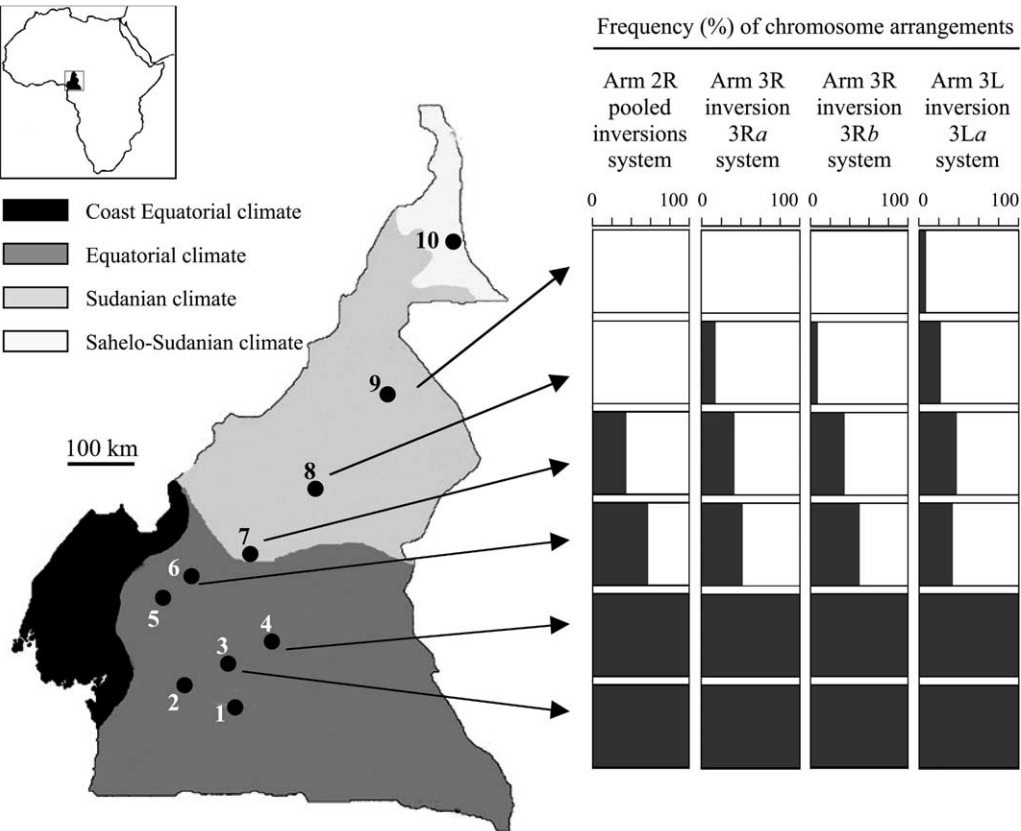 Frequency (%) of chromosome arrangements
Arm 2R
pooled
inversions
system
Arm 3R
inversion
3Ra
system
Arm 3R
inversion
3Rb
system
Arm 3L
inversion
3La
system
0 100 0 100 0 100 0 100
Coast Equatorial climate
Equatorial climate
Sudanian climate
Sahelo-Sudanian climate
100 km
10
9
8
7
6
5
4
3
2
1